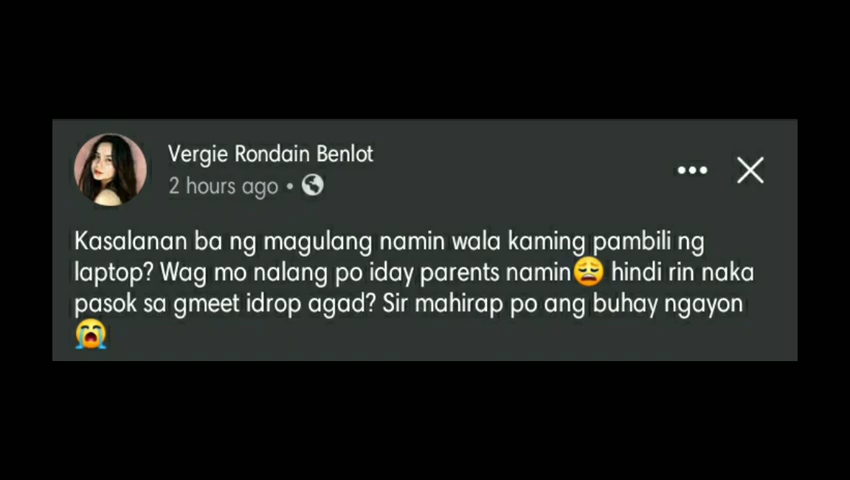 Vergie Rondain Benlot
2 hours ago •
Kasalanan ba ng magulang namin wala kaming pambili ng
laptop? Wag mo nalang po iday parents namin😩 hindi rin naka
pasok sa gmeet idrop agad? Sir mahirap po ang buhay ngayon
😭